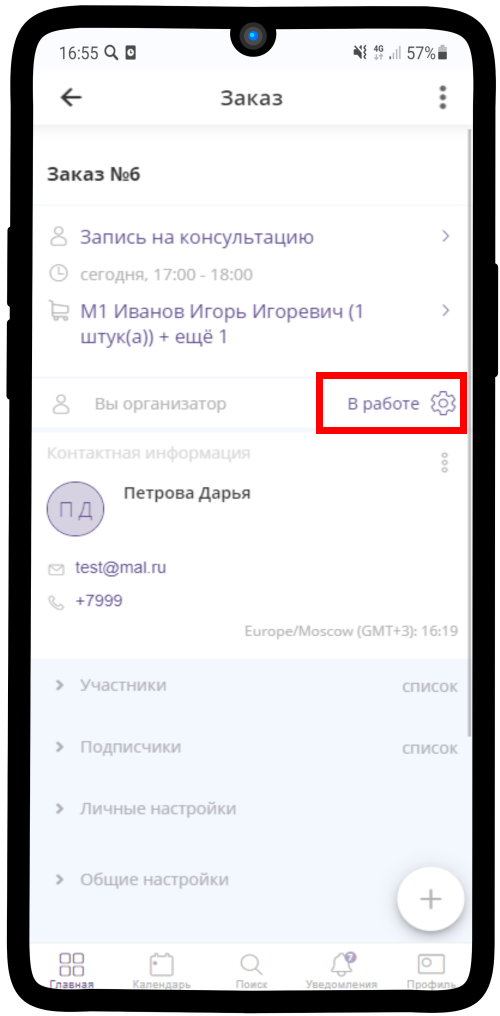 16:55 4G 57%
Заказ
Заказ №6
Запись на консультацию
сегодня, 17:00 - 18:00
М1 Иванов Игорь Игоревич (1
штук(а)) + ещё 1
Вы организатор В работе
Контактная информация
П Д Петрова Дарья
test@mal.ru
+7999
Europe/Moscow (GMT+3): 16:19
Участники список
Подписчики список
Личные настройки
Общие настройки
7
Главная Календарь Поиск Уведомления Профиль